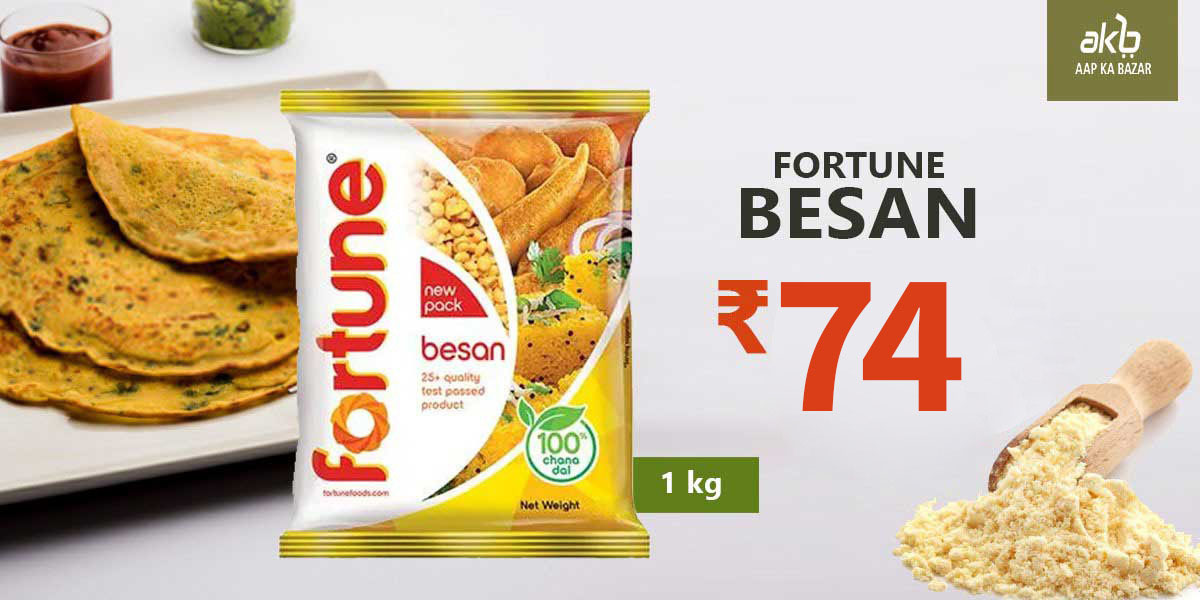 akb
AAP KA BAZAR
FORTUNE
BESAN
₹74
1 kg
fortune®
new
pack
besan
25+ quality
test passed
product
100%
chana
dal
fortunefoods.com
Net Weight